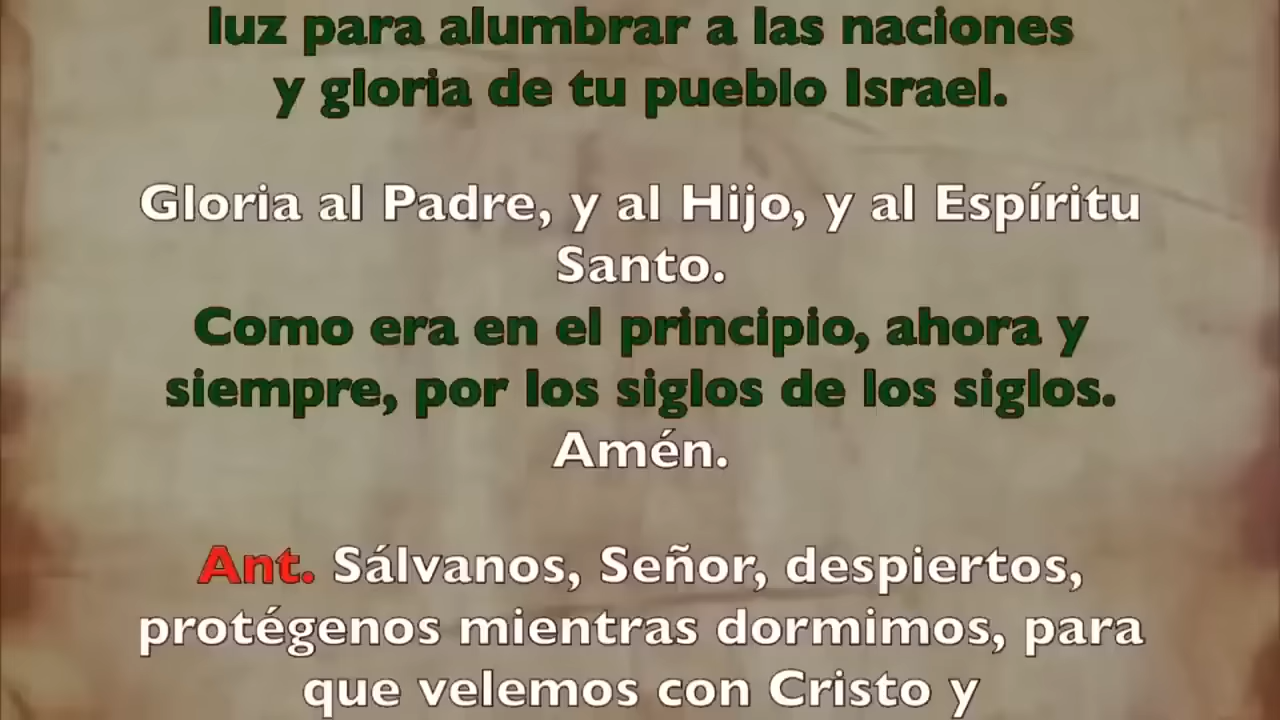 luz para alumbrar a las naciones
y gloria de tu pueblo Israel.
Gloria al Padre, y al Hijo, y al Espíritu
Santo.
Como era en el principio, ahora y
siempre, por los siglos de los siglos.
Amén.
Ant. Sálvanos, Señor, despiertos,
protégenos mientras dormimos, para
que velemos con Cristo y